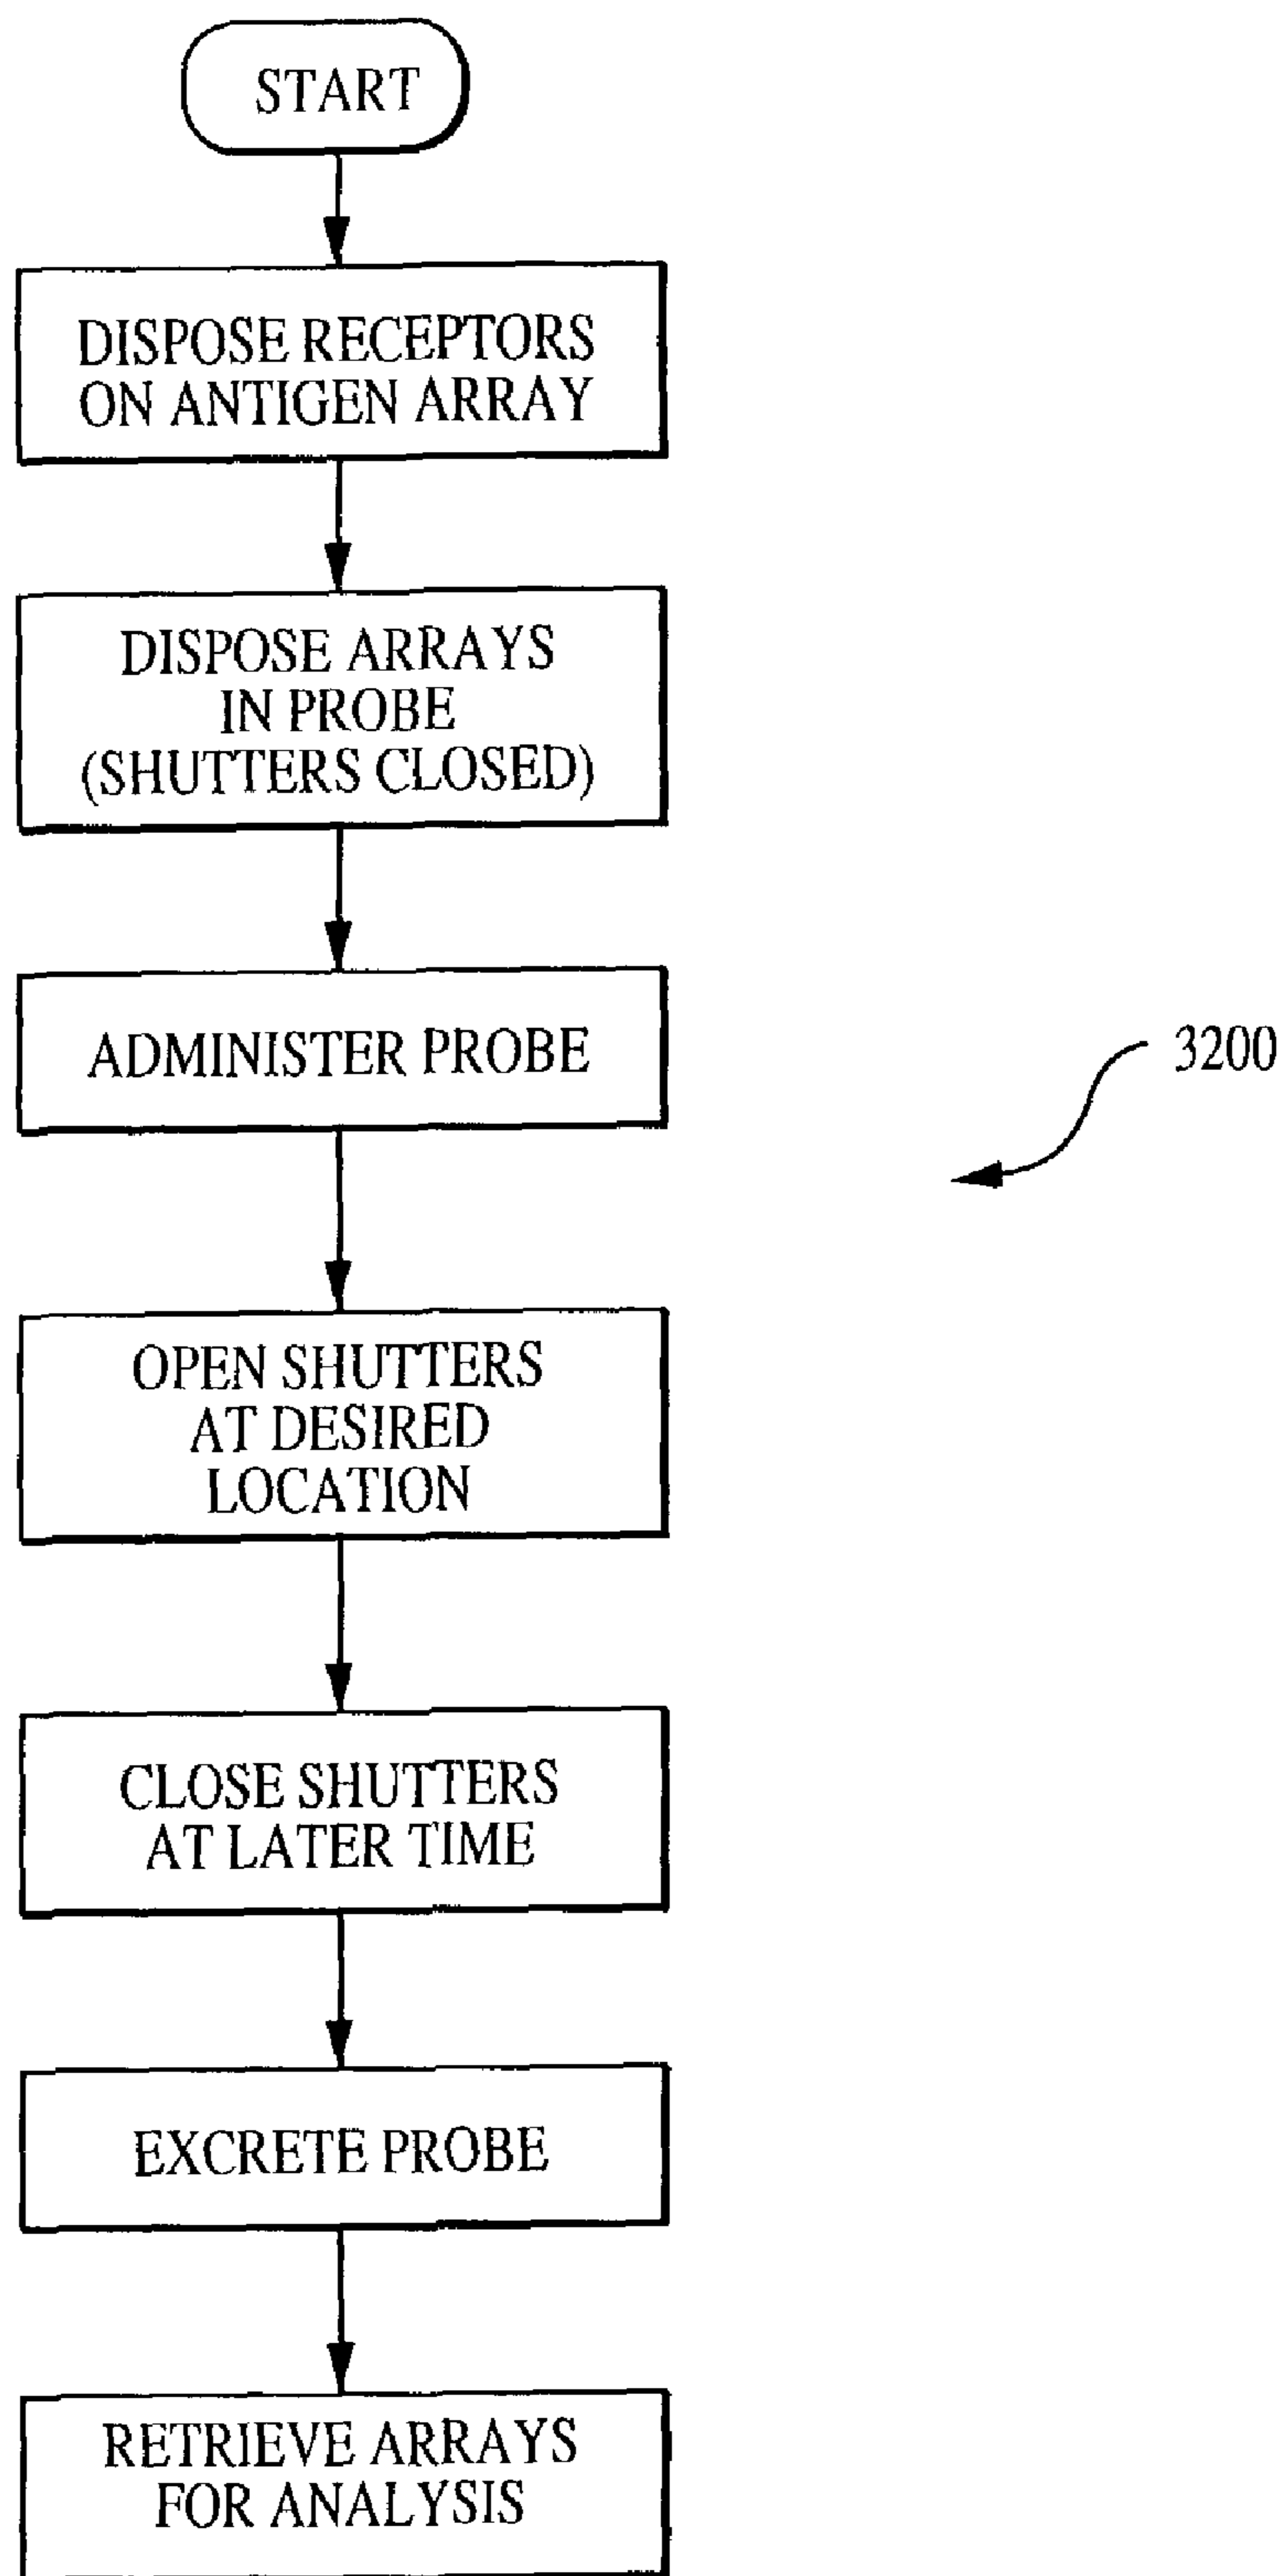 START
DISPOSE RECEPTORS
ON ANTIGEN ARRAY
DISPOSE ARRAYS
IN PROBE
(SHUTTERS CLOSED)
ADMINISTER PROBE
3200
OPEN SHUTTERS
AT DESIRED
LOCATION
CLOSE SHUTTERS
AT LATER TIME
EXCRETE PROBE
RETRIEVE ARRAYS
FOR ANALYSIS